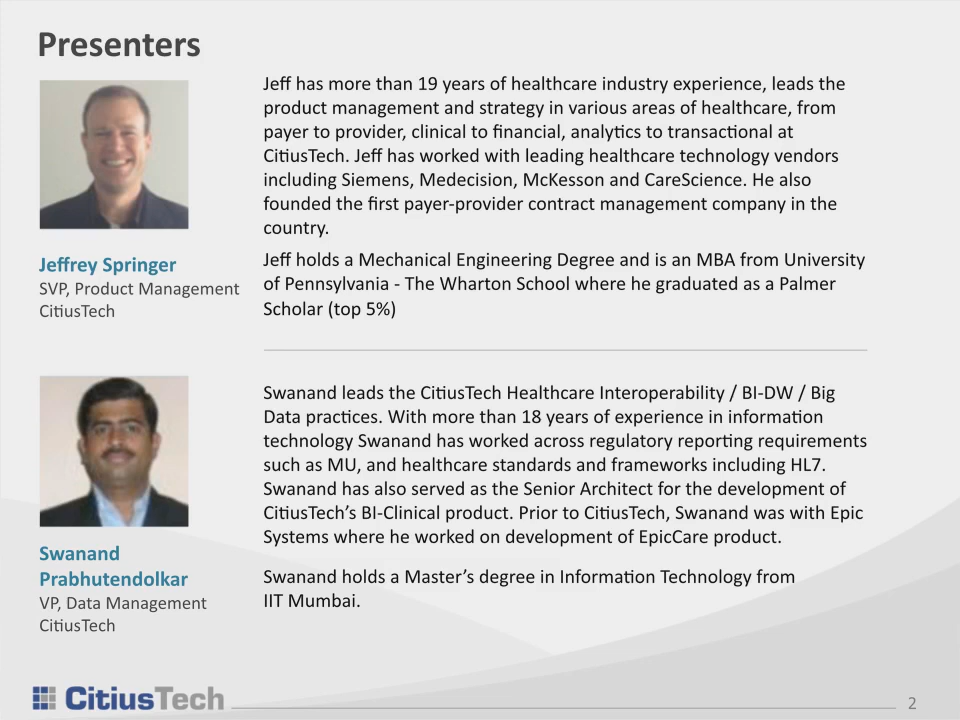 Presenters
Jeff has more than 19 years of healthcare industry experience, leads the
product management and strategy in various areas of healthcare, from
payer to provider, clinical to financial, analytics to transactional at
CitiusTech. Jeff has worked with leading healthcare technology vendors
including Siemens, Medecision, McKesson and CareScience. He also
founded the first payer-provider contract management company in the
country.
Jeff holds a Mechanical Engineering Degree and is an MBA from University
of Pennsylvania - The Wharton School where he graduated as a Palmer
Scholar (top 5%)
Jeffrey Springer
SVP, Product Management
CitiusTech
Swanand leads the CitiusTech Healthcare Interoperability / BI-DW / Big
Data practices. With more than 18 years of experience in information
technology Swanand has worked across regulatory reporting requirements
such as MU, and healthcare standards and frameworks including HL7.
Swanand has also served as the Senior Architect for the development of
CitiusTech’s BI-Clinical product. Prior to CitiusTech, Swanand was with Epic
Systems where he worked on development of EpicCare product.
Swanand holds a Master’s degree in Information Technology from
IIT Mumbai.
Swanand
Prabhutendolkar
VP, Data Management
CitiusTech
CitiusTech
2